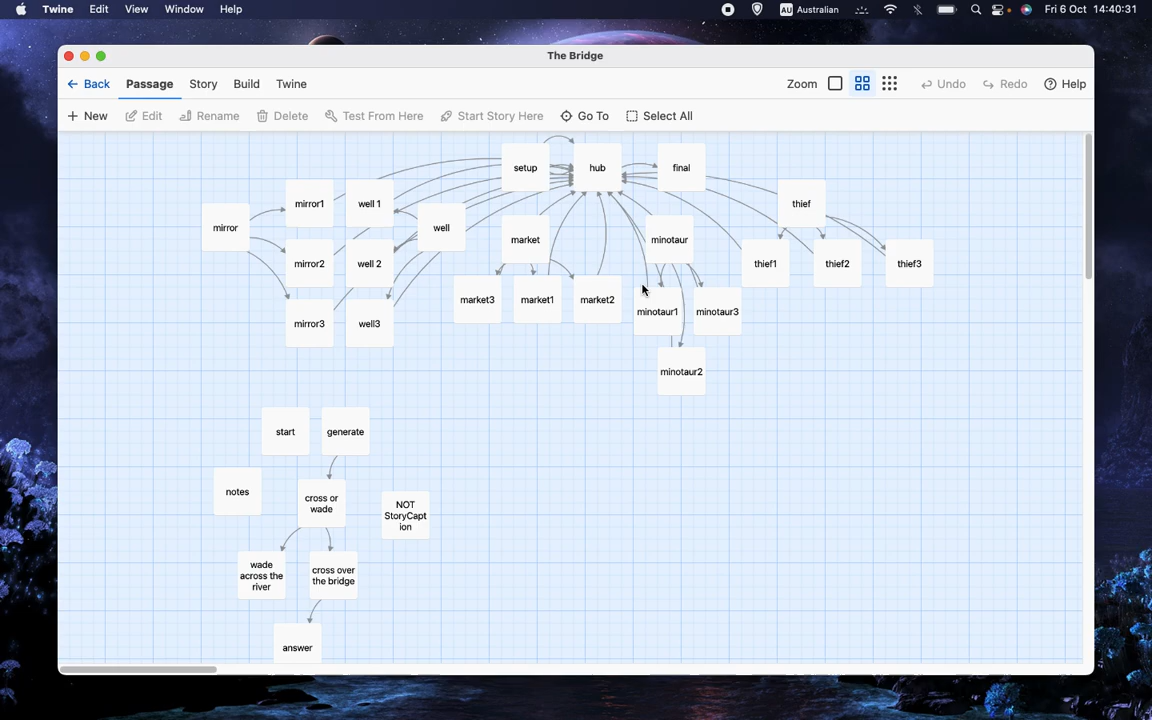 Twine Edit View Window Help
AU Australian
Fri 6 Oct 14:40:31
The Bridge
Back Passage Story Build Twine
Zoom Undo Redo Help
New Edit Rename Delete Test From Here Start Story Here Go To Select All
setup
hub
final
mirror1
well 1
thief
mirror
well
market
minotaur
mirror2
well 2
thief1
thief2
thief3
market3
market1
market2
minotaur1
minotaur3
mirror3
well3
minotaur2
start
generate
notes
cross or
wade
NOT
StoryCapt
ion
wade
across the
river
cross over
the bridge
answer